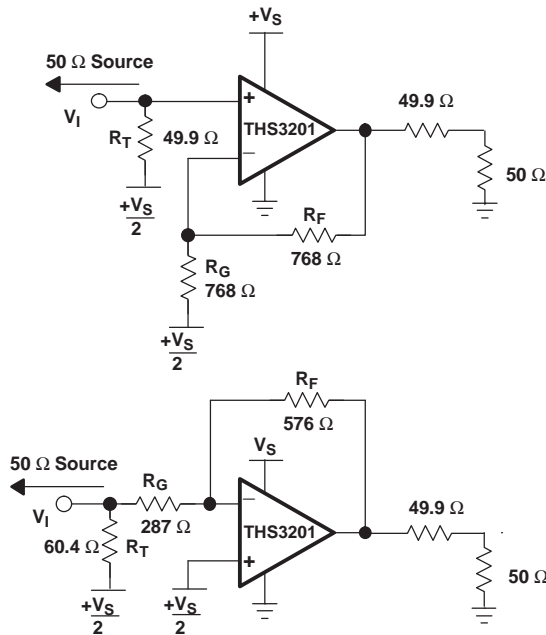 +VS
50 Ω Source
VI
+
THS3201
−
RT
49.9 Ω
49.9 Ω
50 Ω
+VS
2
RF
768 Ω
RG
768 Ω
+VS
2
RF
576 Ω
VS
50 Ω Source
RG
287 Ω
VI
−
THS3201
+
60.4 Ω
RT
49.9 Ω
50 Ω
+VS
2
+VS
2